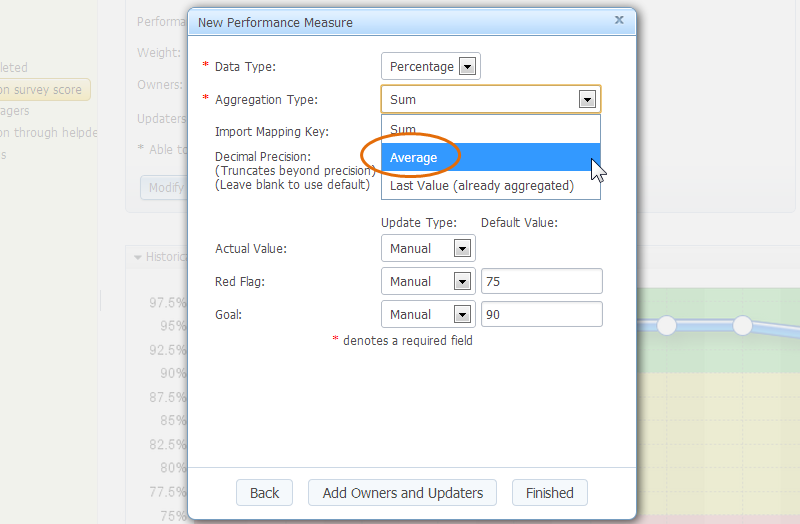 New Performance Measure
x
* Data Type: Percentage
* Aggregation Type: Sum
Import Mapping Key: Sum
Decimal Precision:
(Truncates beyond precision)
(Leave blank to use default)
Average
Last Value (already aggregated)
Update Type: Default Value:
Actual Value: Manual
Red Flag: Manual 75
Goal: Manual 90
* denotes a required field
Back Add Owners and Updaters Finished
Weight:
Owners:
Updaters
* Able to
Modify
leted
on survey score
agers
on through helpde
s
97.5%
95%
92.5%
90%
87.5%
85%
82.5%
80%
77.5%
75%